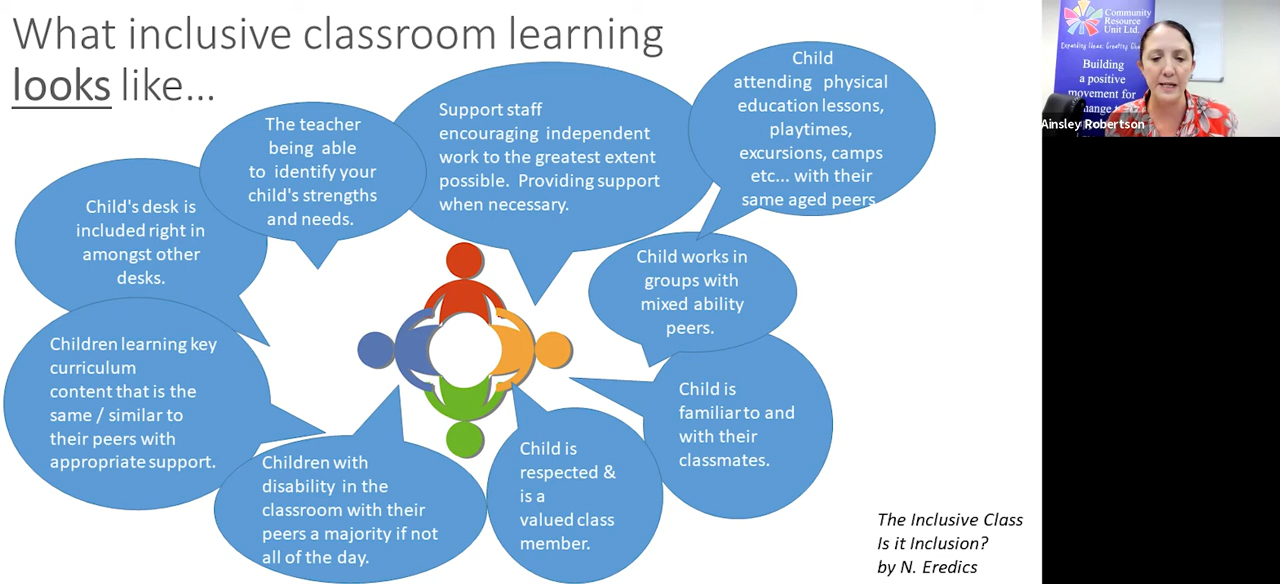 What inclusive classroom learning
looks like...
The teacher
being able
to identify your
child's strengths
and needs.
Support staff
encouraging independent
work to the greatest extent
possible. Providing support
when necessary.
Child
attending physical
education lessons,
playtimes,
excursions, camps
etc... with their
same aged peers
Child's desk is
included right in
amongst other
desks.
Child works in
groups with
mixed ability
peers.
Children learning key
curriculum
content that is the
same / similar to
their peers with
appropriate support.
Child is
familiar to and
with their
classmates.
Children with
disability in the
classroom with their
peers a majority if not
all of the day.
Child is
respected &
is a
valued class
member.
The Inclusive Class
Is it Inclusion?
by N. Eredics
Community
Resource
Unit Ltd.
Expanding Ideas; Creating
Building
a positive
movement for
Ainsley Robertson